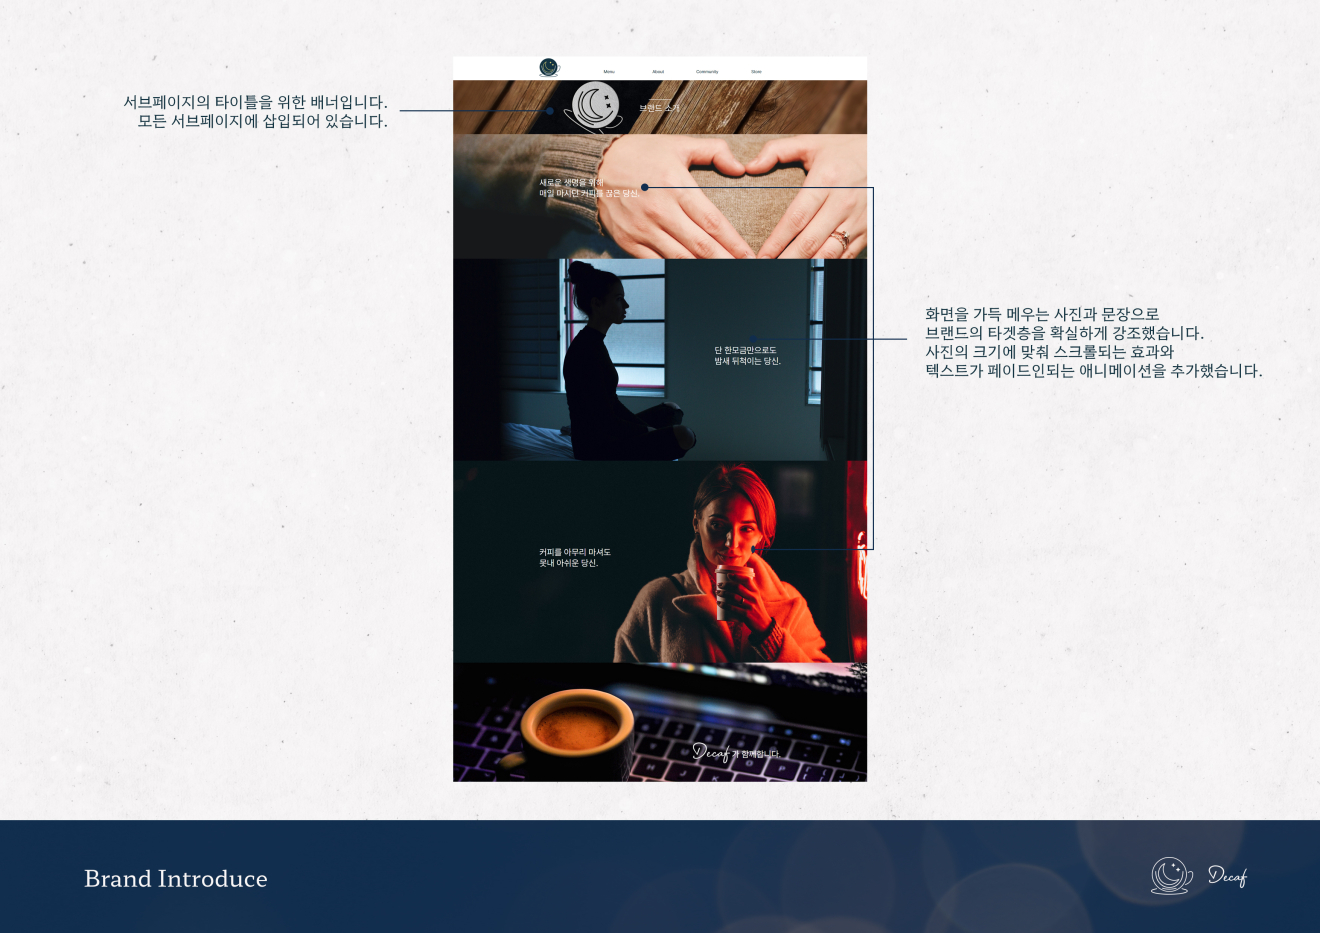 Menu About Community Store
서브페이지의 타이틀을 위한 배너입니다.
모든 서브페이지에 삽입되어 있습니다.
브랜드 소개
새로운 생명을 위해
매일 마시던 커피를 끊은 당신.
화면을 가득 메우는 사진과 문장으로
브랜드의 타겟층을 확실하게 강조했습니다.
사진의 크기에 맞춰 스크롤되는 효과와
텍스트가 페이드인되는 애니메이션을 추가했습니다.
단 한모금만으로도
밤새 뒤척이는 당신.
커피를 아무리 마셔도
못내 아쉬운 당신.
Decaf 가 함께합니다.
Brand Introduce
Decaf